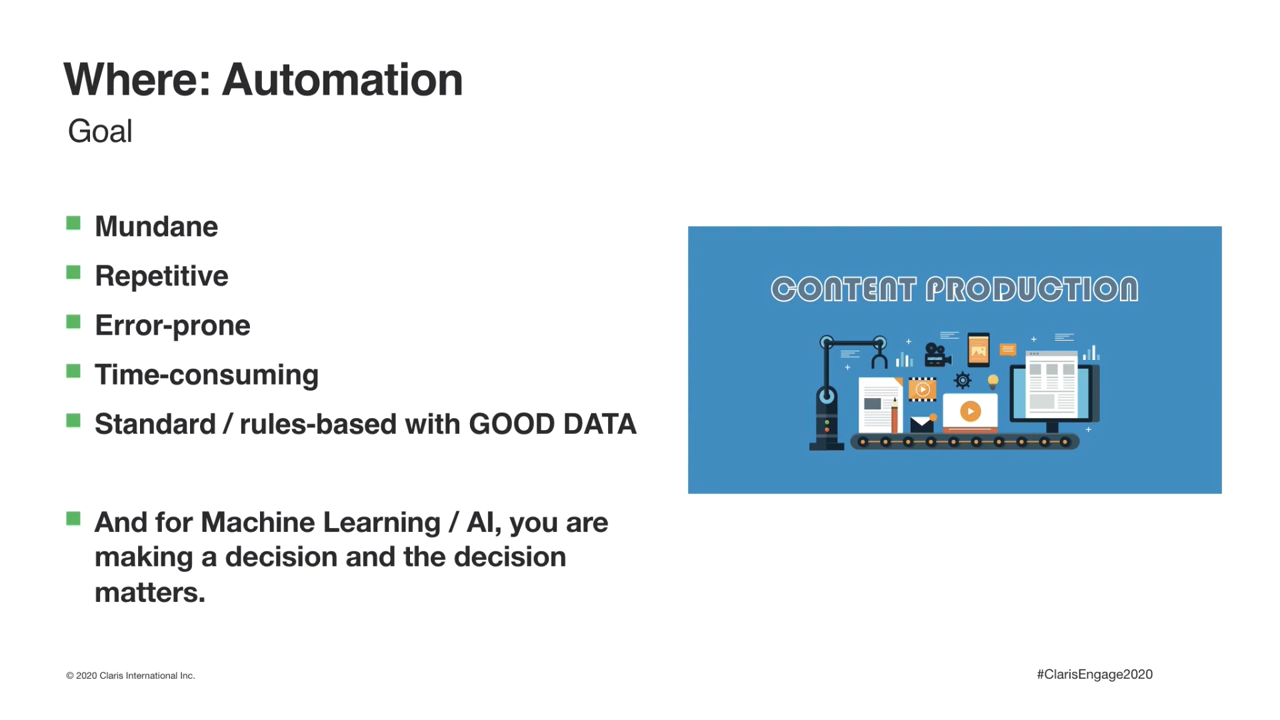 Where: Automation
Goal
Mundane
Repetitive
Error-prone
Time-consuming
Standard / rules-based with GOOD DATA
And for Machine Learning / AI, you are
making a decision and the decision
matters.
CONTENT PRODUCTION
© 2020 Claris International Inc.
#ClarisEngage2020